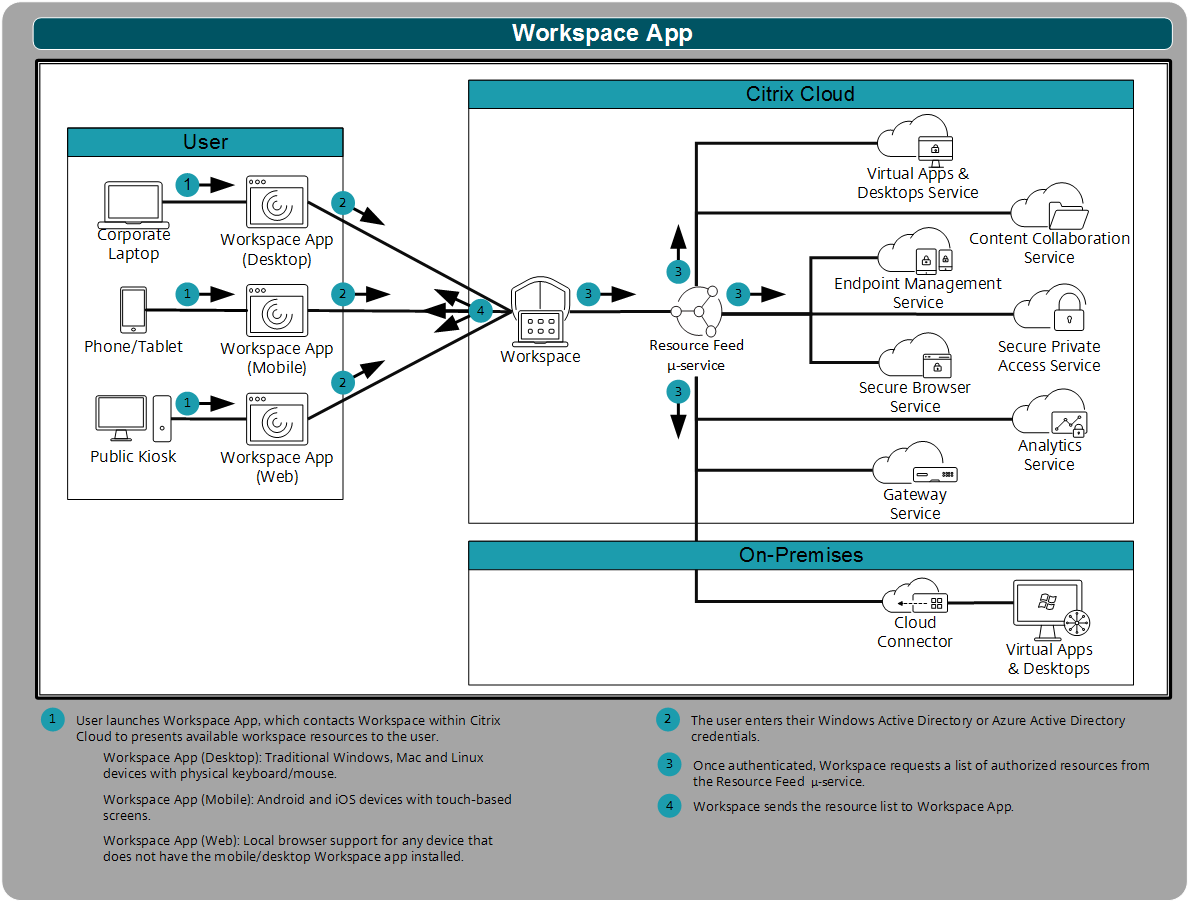 Workspace App
Citrix Cloud
User
1
2
Corporate
Laptop
Workspace App
(Desktop)
1
2
Phone/Tablet
Workspace App
(Mobile)
1
2
Public Kiosk
Workspace App
(Web)
4
Workspace
3
3
3
3
Resource Feed
μ-service
Virtual Apps &
Desktops Service
Content Collaboration
Service
Endpoint Management
Service
Secure Private
Access Service
Secure Browser
Service
Analytics
Service
Gateway
Service
On-Premises
Cloud
Connector
Virtual Apps
& Desktops
1
User launches Workspace App, which contacts Workspace within Citrix
Cloud to presents available workspace resources to the user.
Workspace App (Desktop): Traditional Windows, Mac and Linux
devices with physical keyboard/mouse.
Workspace App (Mobile): Android and iOS devices with touch-based
screens.
Workspace App (Web): Local browser support for any device that
does not have the mobile/desktop Workspace app installed.
2
The user enters their Windows Active Directory or Azure Active Directory
credentials.
3
Once authenticated, Workspace requests a list of authorized resources from
the Resource Feed μ-service.
4
Workspace sends the resource list to Workspace App.